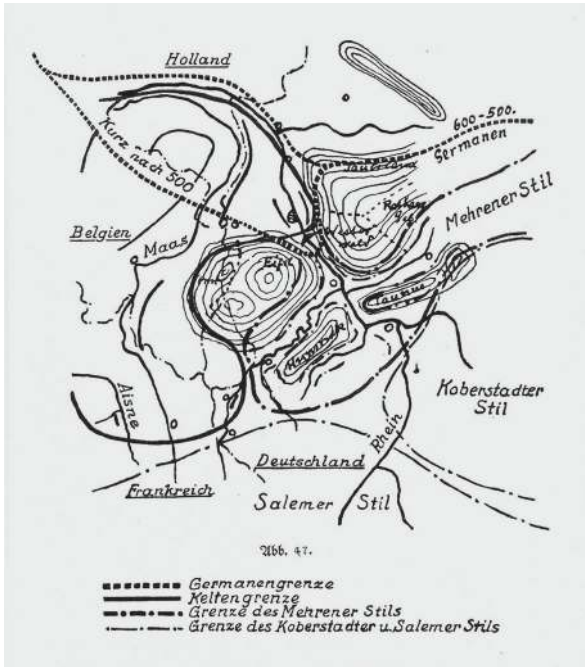 Holland
600-500.
Germanen
Sauerland
Kurz nach 500
Mehrener Stil
Belgien
Maas
Eifel
Taunus
Hunsrück
Koberstadter
Stil
Aisne
Rhein
Deutschland
Frankreich
Salemer Stil
Abb. 47.
Germanengrenze
Keltengrenze
Grenze des Mehrener Stils
Grenze des Koberstadter u. Salemer Stils